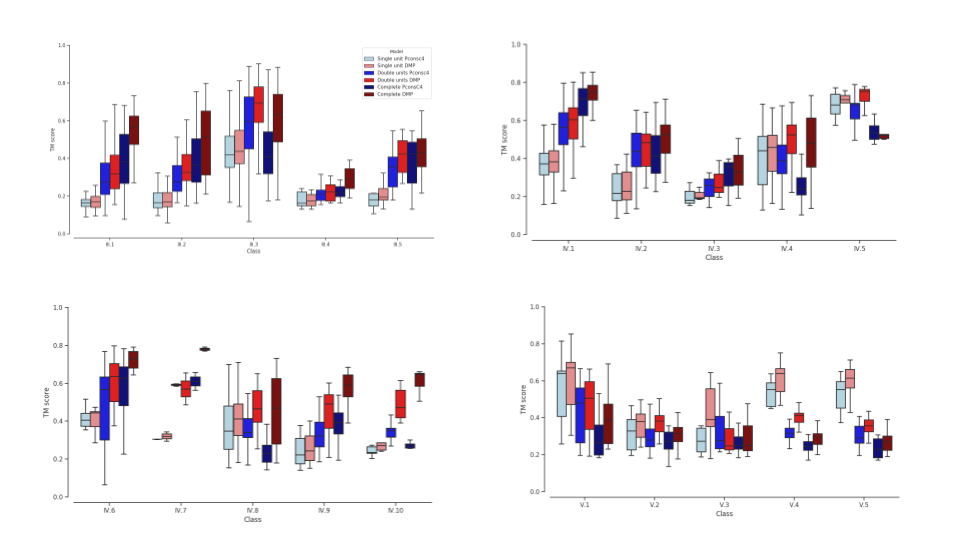 1.0
0.8
0.6
0.4
0.2
0.0
TM score
Model
Single unit Pconsc4
Single unit DMP
Double units Pconsc4
Double units DMP
Complete PconsC4
Complete DMP
III.1 III.2 III.3 III.4 III.5
Class
1.0
0.8
0.6
0.4
0.2
0.0
TM score
IV.1 IV.2 IV.3 IV.4 IV.5
Class
1.0
0.8
0.6
0.4
0.2
0.0
TM score
IV.6 IV.7 IV.8 IV.9 IV.10
Class
1.0
0.8
0.6
0.4
0.2
0.0
TM score
V.1 V.2 V.3 V.4 V.5
Class